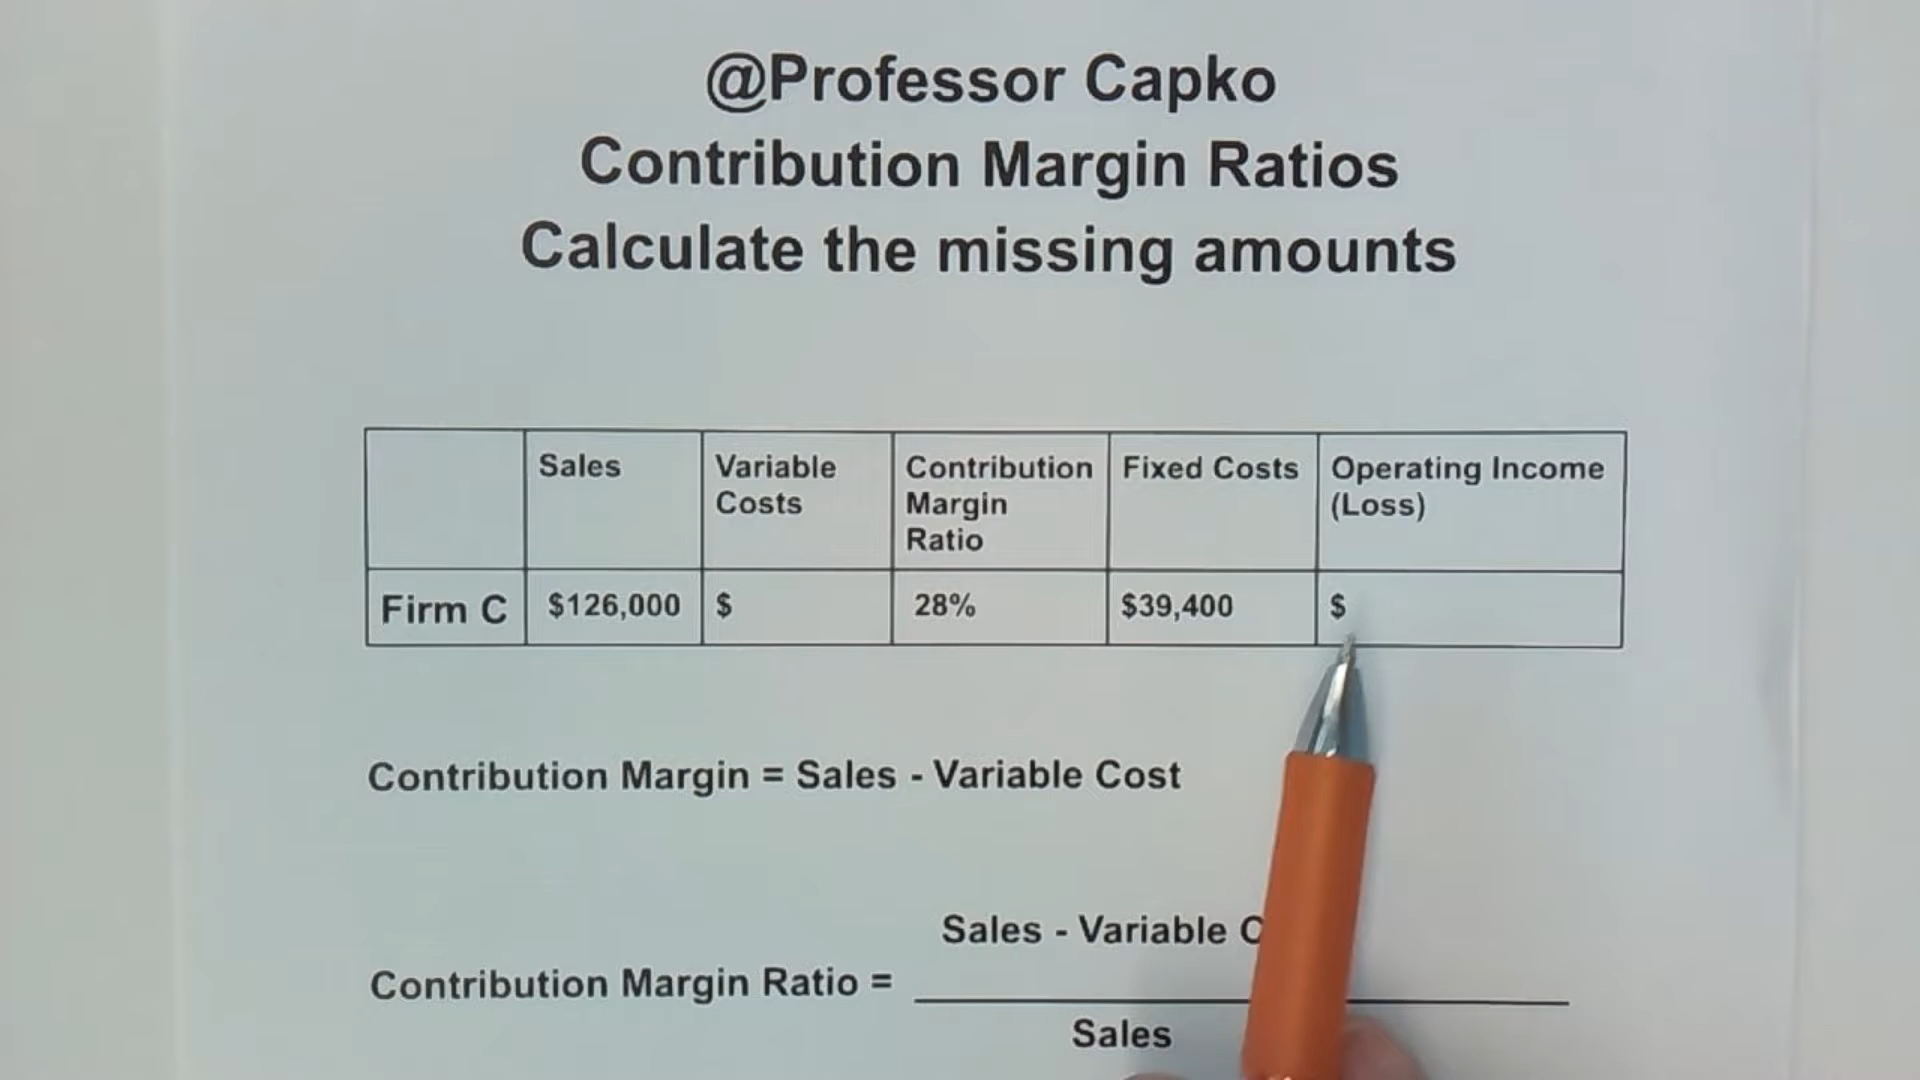 @Professor Capko
Contribution Margin Ratios
Calculate the missing amounts
Sales
Variable Costs
Contribution Margin Ratio
Fixed Costs
Operating Income (Loss)
Firm C
$126,000
$
28%
$39,400
$
Contribution Margin = Sales - Variable Cost
Sales - Variable
Contribution Margin Ratio =
Sales